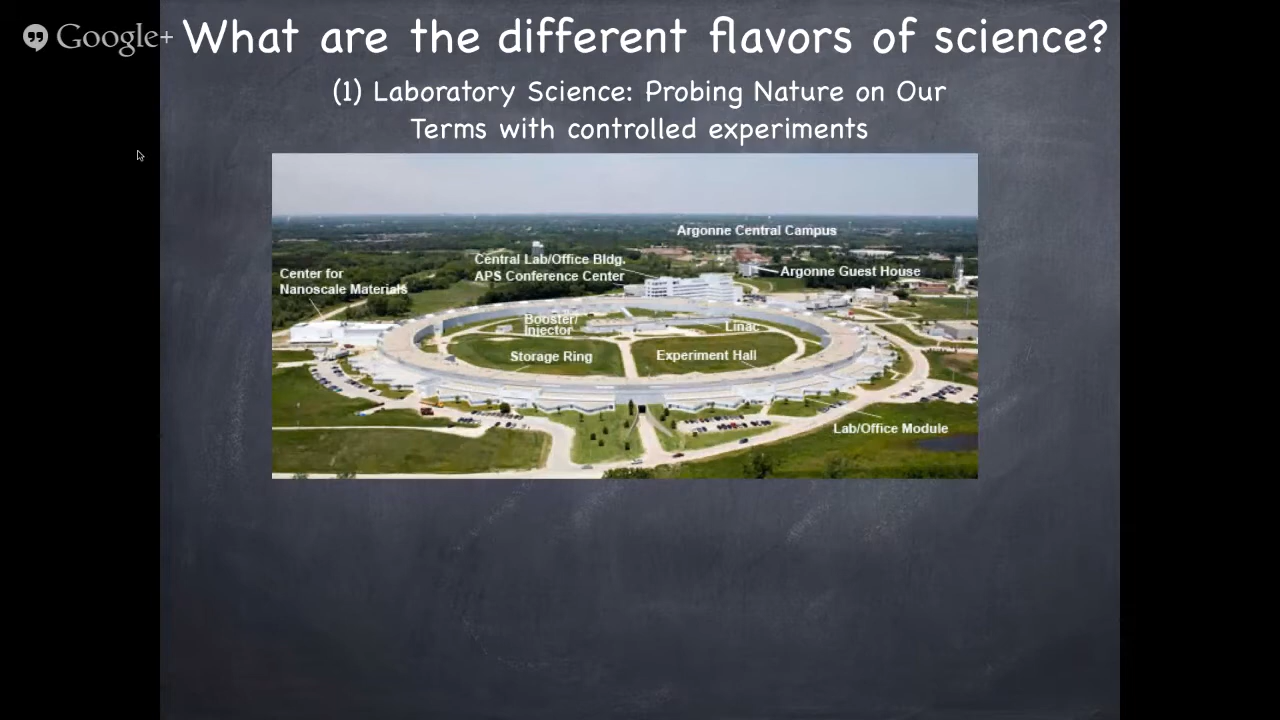 Google+
What are the different flavors of science?
(1) Laboratory Science: Probing Nature on Our
Terms with controlled experiments
Argonne Central Campus
Central Lab/Office Bldg.
APS Conference Center
Argonne Guest House
Center for
Nanoscale Materials
Booster/
Injector
Linac
Storage Ring
Experiment Hall
Lab/Office Module